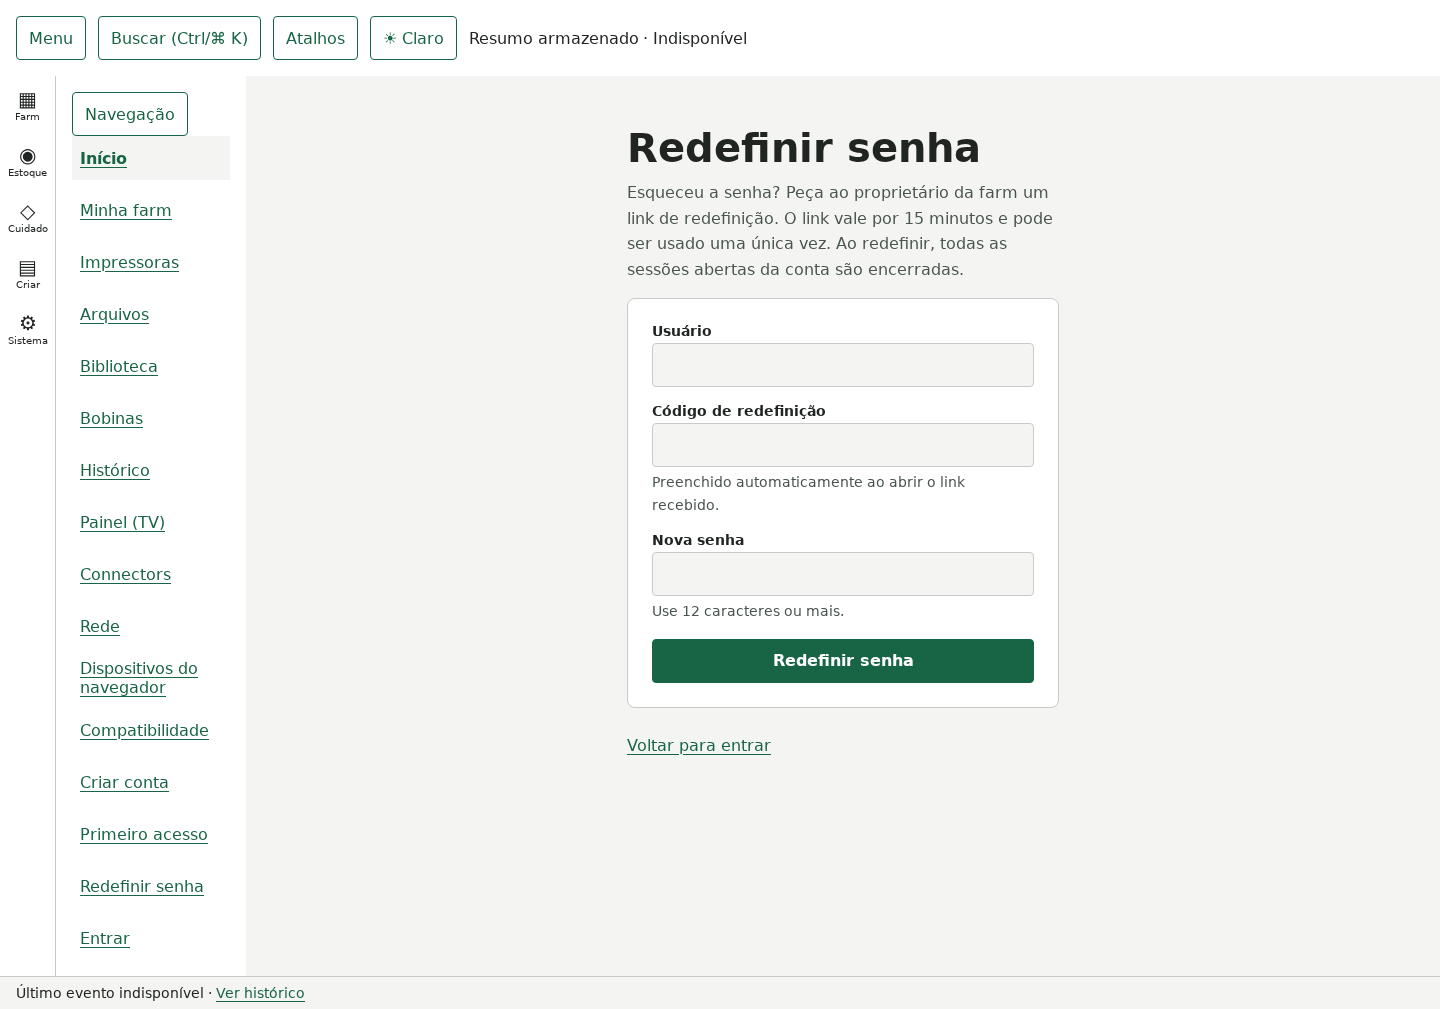 Menu
Buscar (Ctrl/⌘ K)
Atalhos
☀ Claro
Resumo armazenado · Indisponível
Farm
Estoque
Cuidado
Criar
Sistema
Navegação
Início
Minha farm
Impressoras
Arquivos
Biblioteca
Bobinas
Histórico
Painel (TV)
Connectors
Rede
Dispositivos do
navegador
Compatibilidade
Criar conta
Primeiro acesso
Redefinir senha
Entrar
Redefinir senha
Esqueceu a senha? Peça ao proprietário da farm um
link de redefinição. O link vale por 15 minutos e pode
ser usado uma única vez. Ao redefinir, todas as
sessões abertas da conta são encerradas.
Usuário
Código de redefinição
Preenchido automaticamente ao abrir o link
recebido.
Nova senha
Use 12 caracteres ou mais.
Redefinir senha
Voltar para entrar
Último evento indisponível · Ver histórico